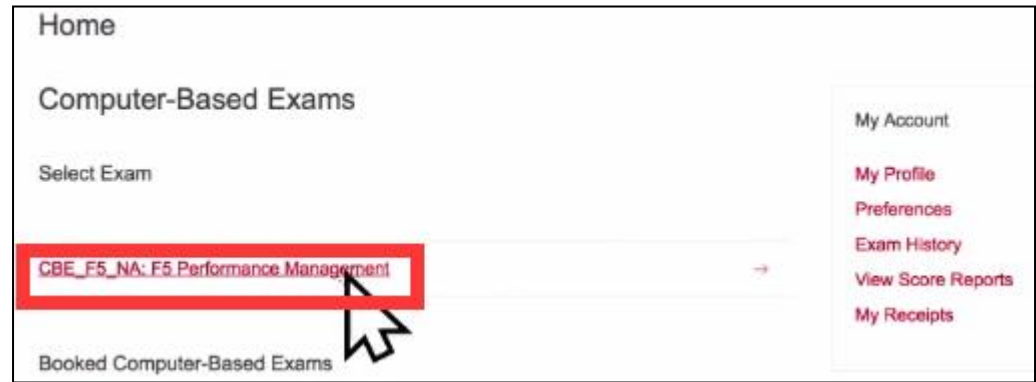 Home
Computer-Based Exams
Select Exam
CBE_F5_NA: F5 Performance Management
Booked Computer-Based Exams
My Account
My Profile
Preferences
Exam History
View Score Reports
My Receipts